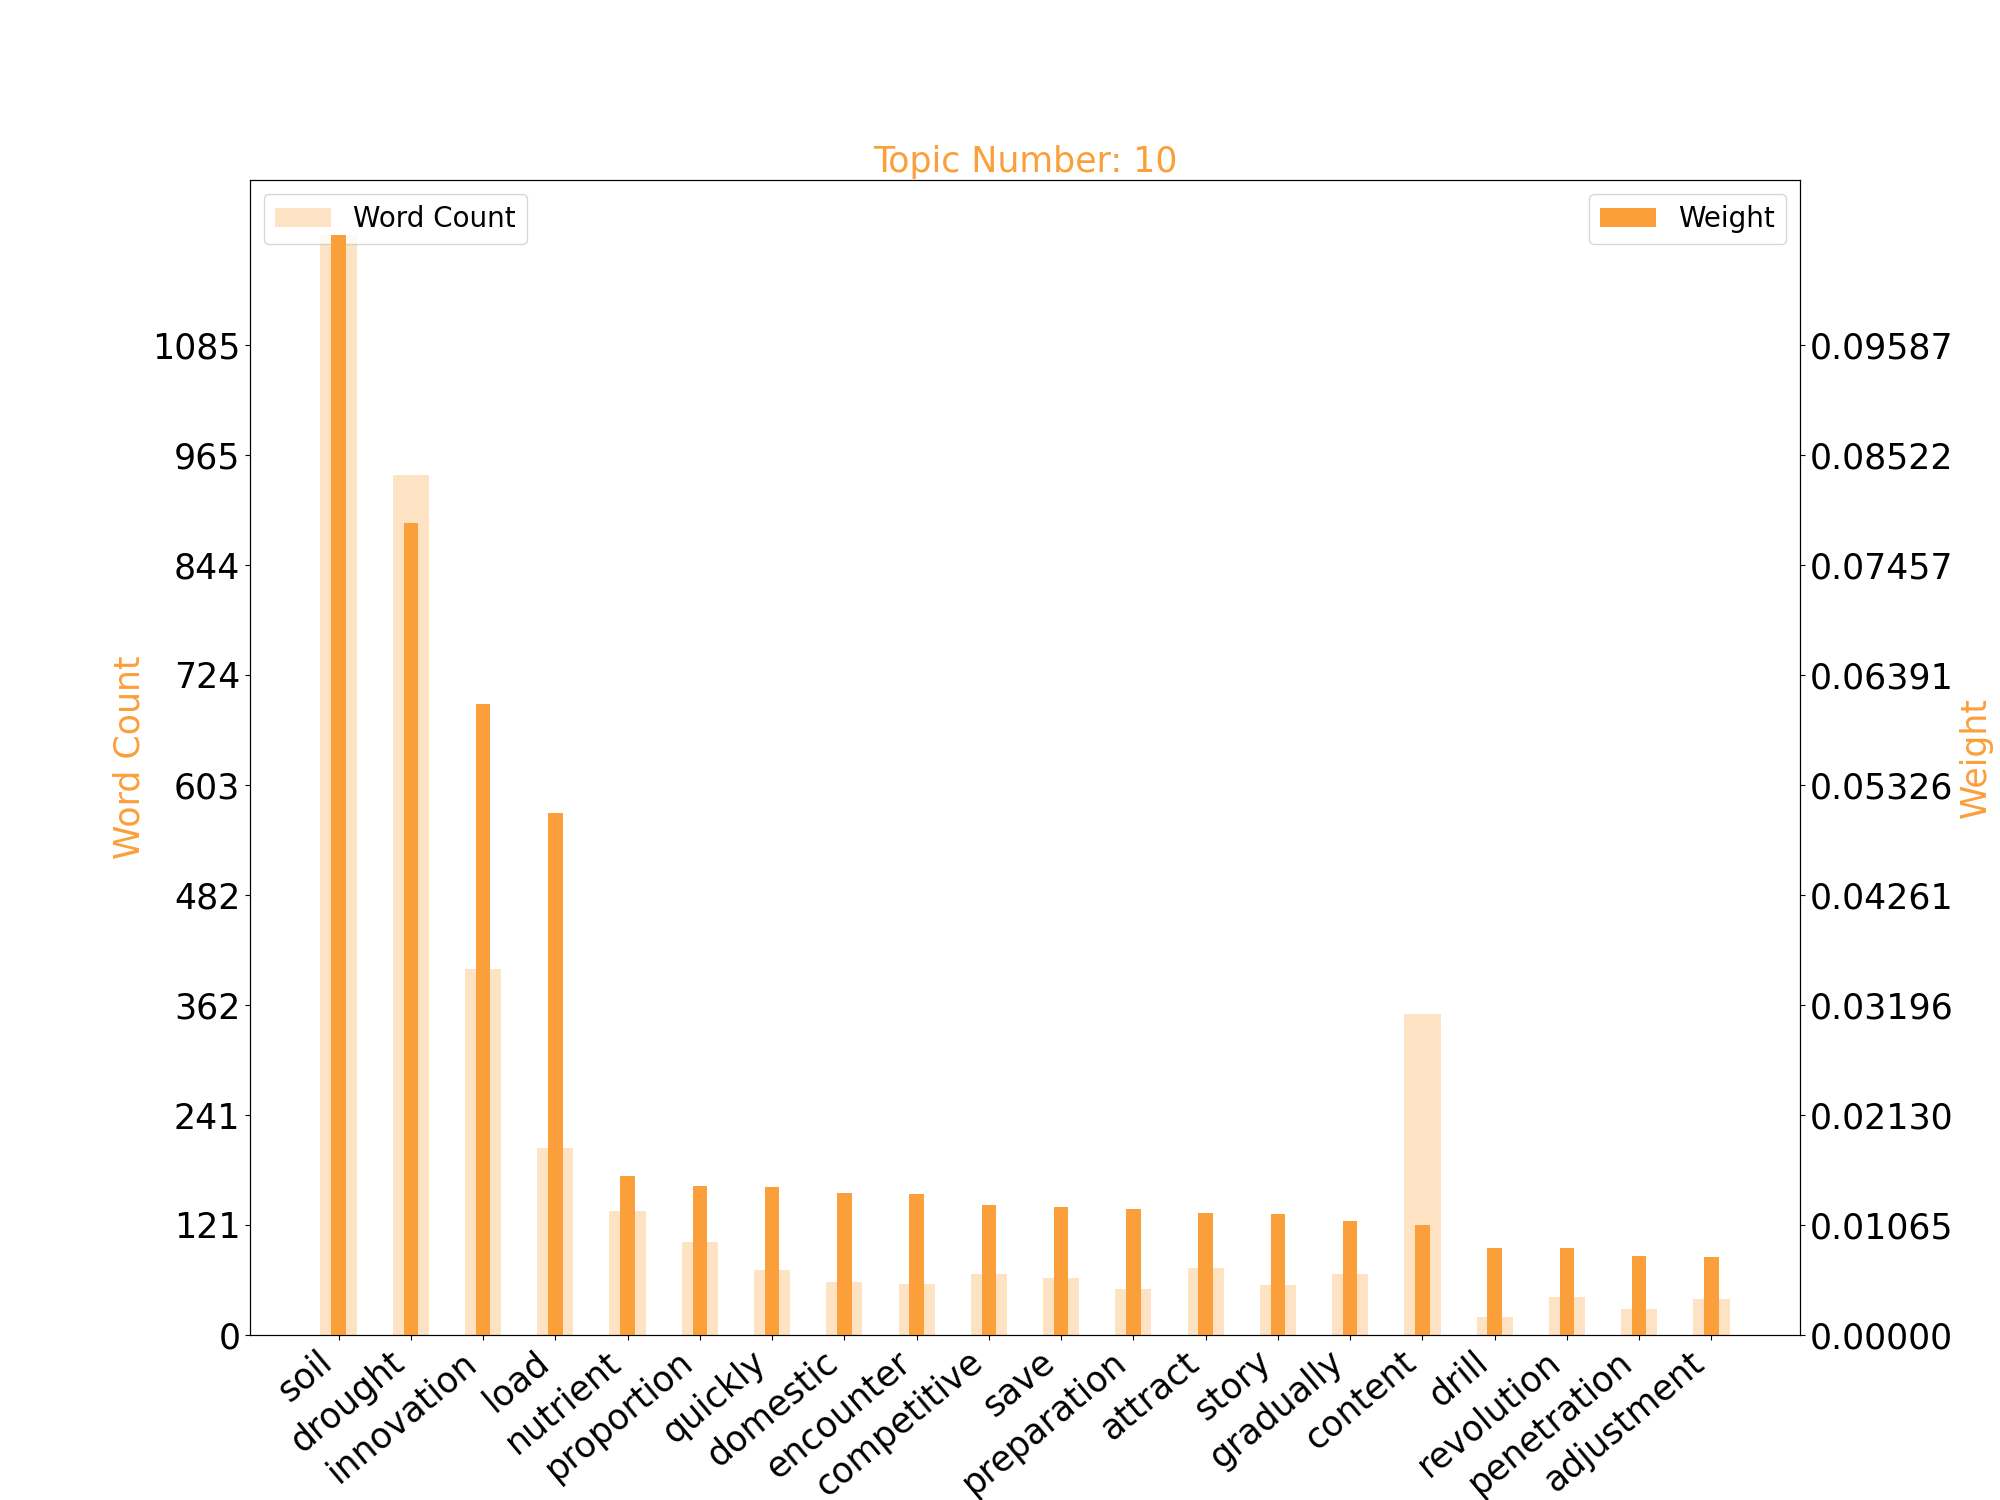 Topic Number: 10
Word Count
Weight
1085
965
844
724
603
482
362
241
121
0
0.09587
0.08522
0.07457
0.06391
0.05326
0.04261
0.03196
0.02130
0.01065
0.00000
Word Count
Weight
soil
drought
innovation
load
nutrient
proportion
quickly
domestic
encounter
competitive
save
preparation
attract
story
gradually
content
drill
revolution
penetration
adjustment